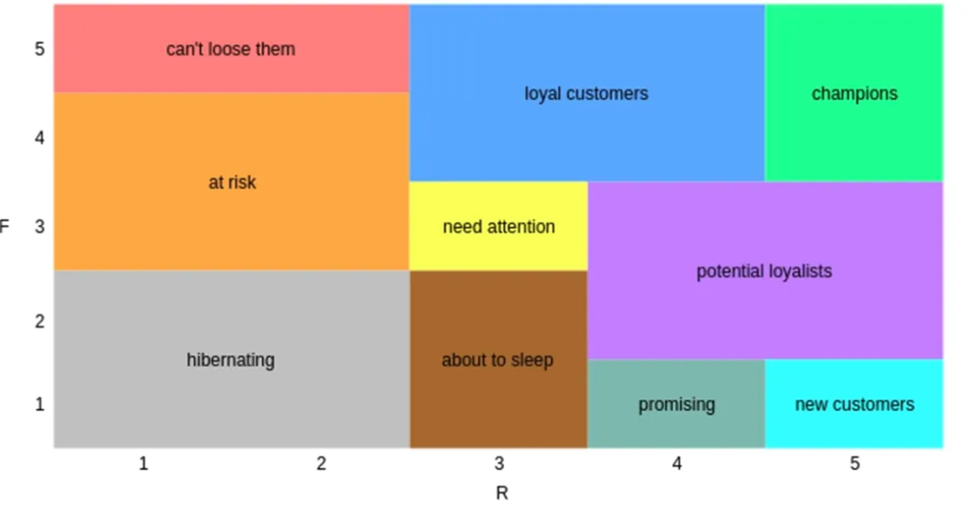 5
can't loose them
loyal customers
champions
4
at risk
F
3
need attention
potential loyalists
2
hibernating
about to sleep
1
promising
new customers
1
2
3
4
5
R